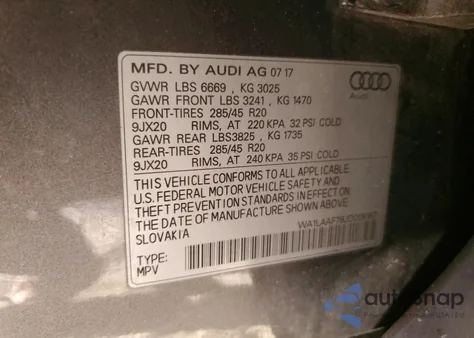 MFD. BY AUDI AG 07 17
GVWR LBS 6669 , KG 3025
GAWR FRONT LBS 3241 , KG 1470
FRONT-TIRES 285/45 R20
9JX20 RIMS, AT 220 KPA 32 PSI COLD
GAWR REAR LBS3825 , KG 1735
REAR-TIRES 285/45 R20
9JX20 RIMS, AT 240 KPA 35 PSI COLD
Audi
THIS VEHICLE CONFORMS TO ALL APPLICABLE
U.S. FEDERAL MOTOR VEHICLE SAFETY AND
THEFT PREVENTION STANDARDS IN EFFECT ON
THE DATE OF MANUFACTURE SHOWN ABOVE.
SLOVAKIA
TYPE:
MPV
autosnap